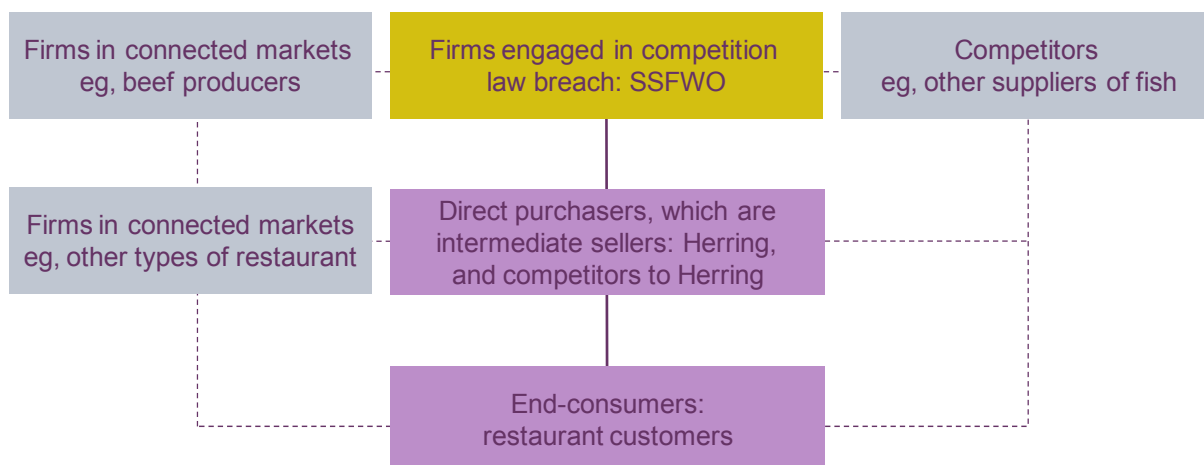 Firms in connected markets
eg, beef producers
Firms engaged in competition
law breach: SSFWO
Competitors
eg, other suppliers of fish
Firms in connected markets
eg, other types of restaurant
Direct purchasers, which are
intermediate sellers: Herring,
and competitors to Herring
End-consumers:
restaurant customers